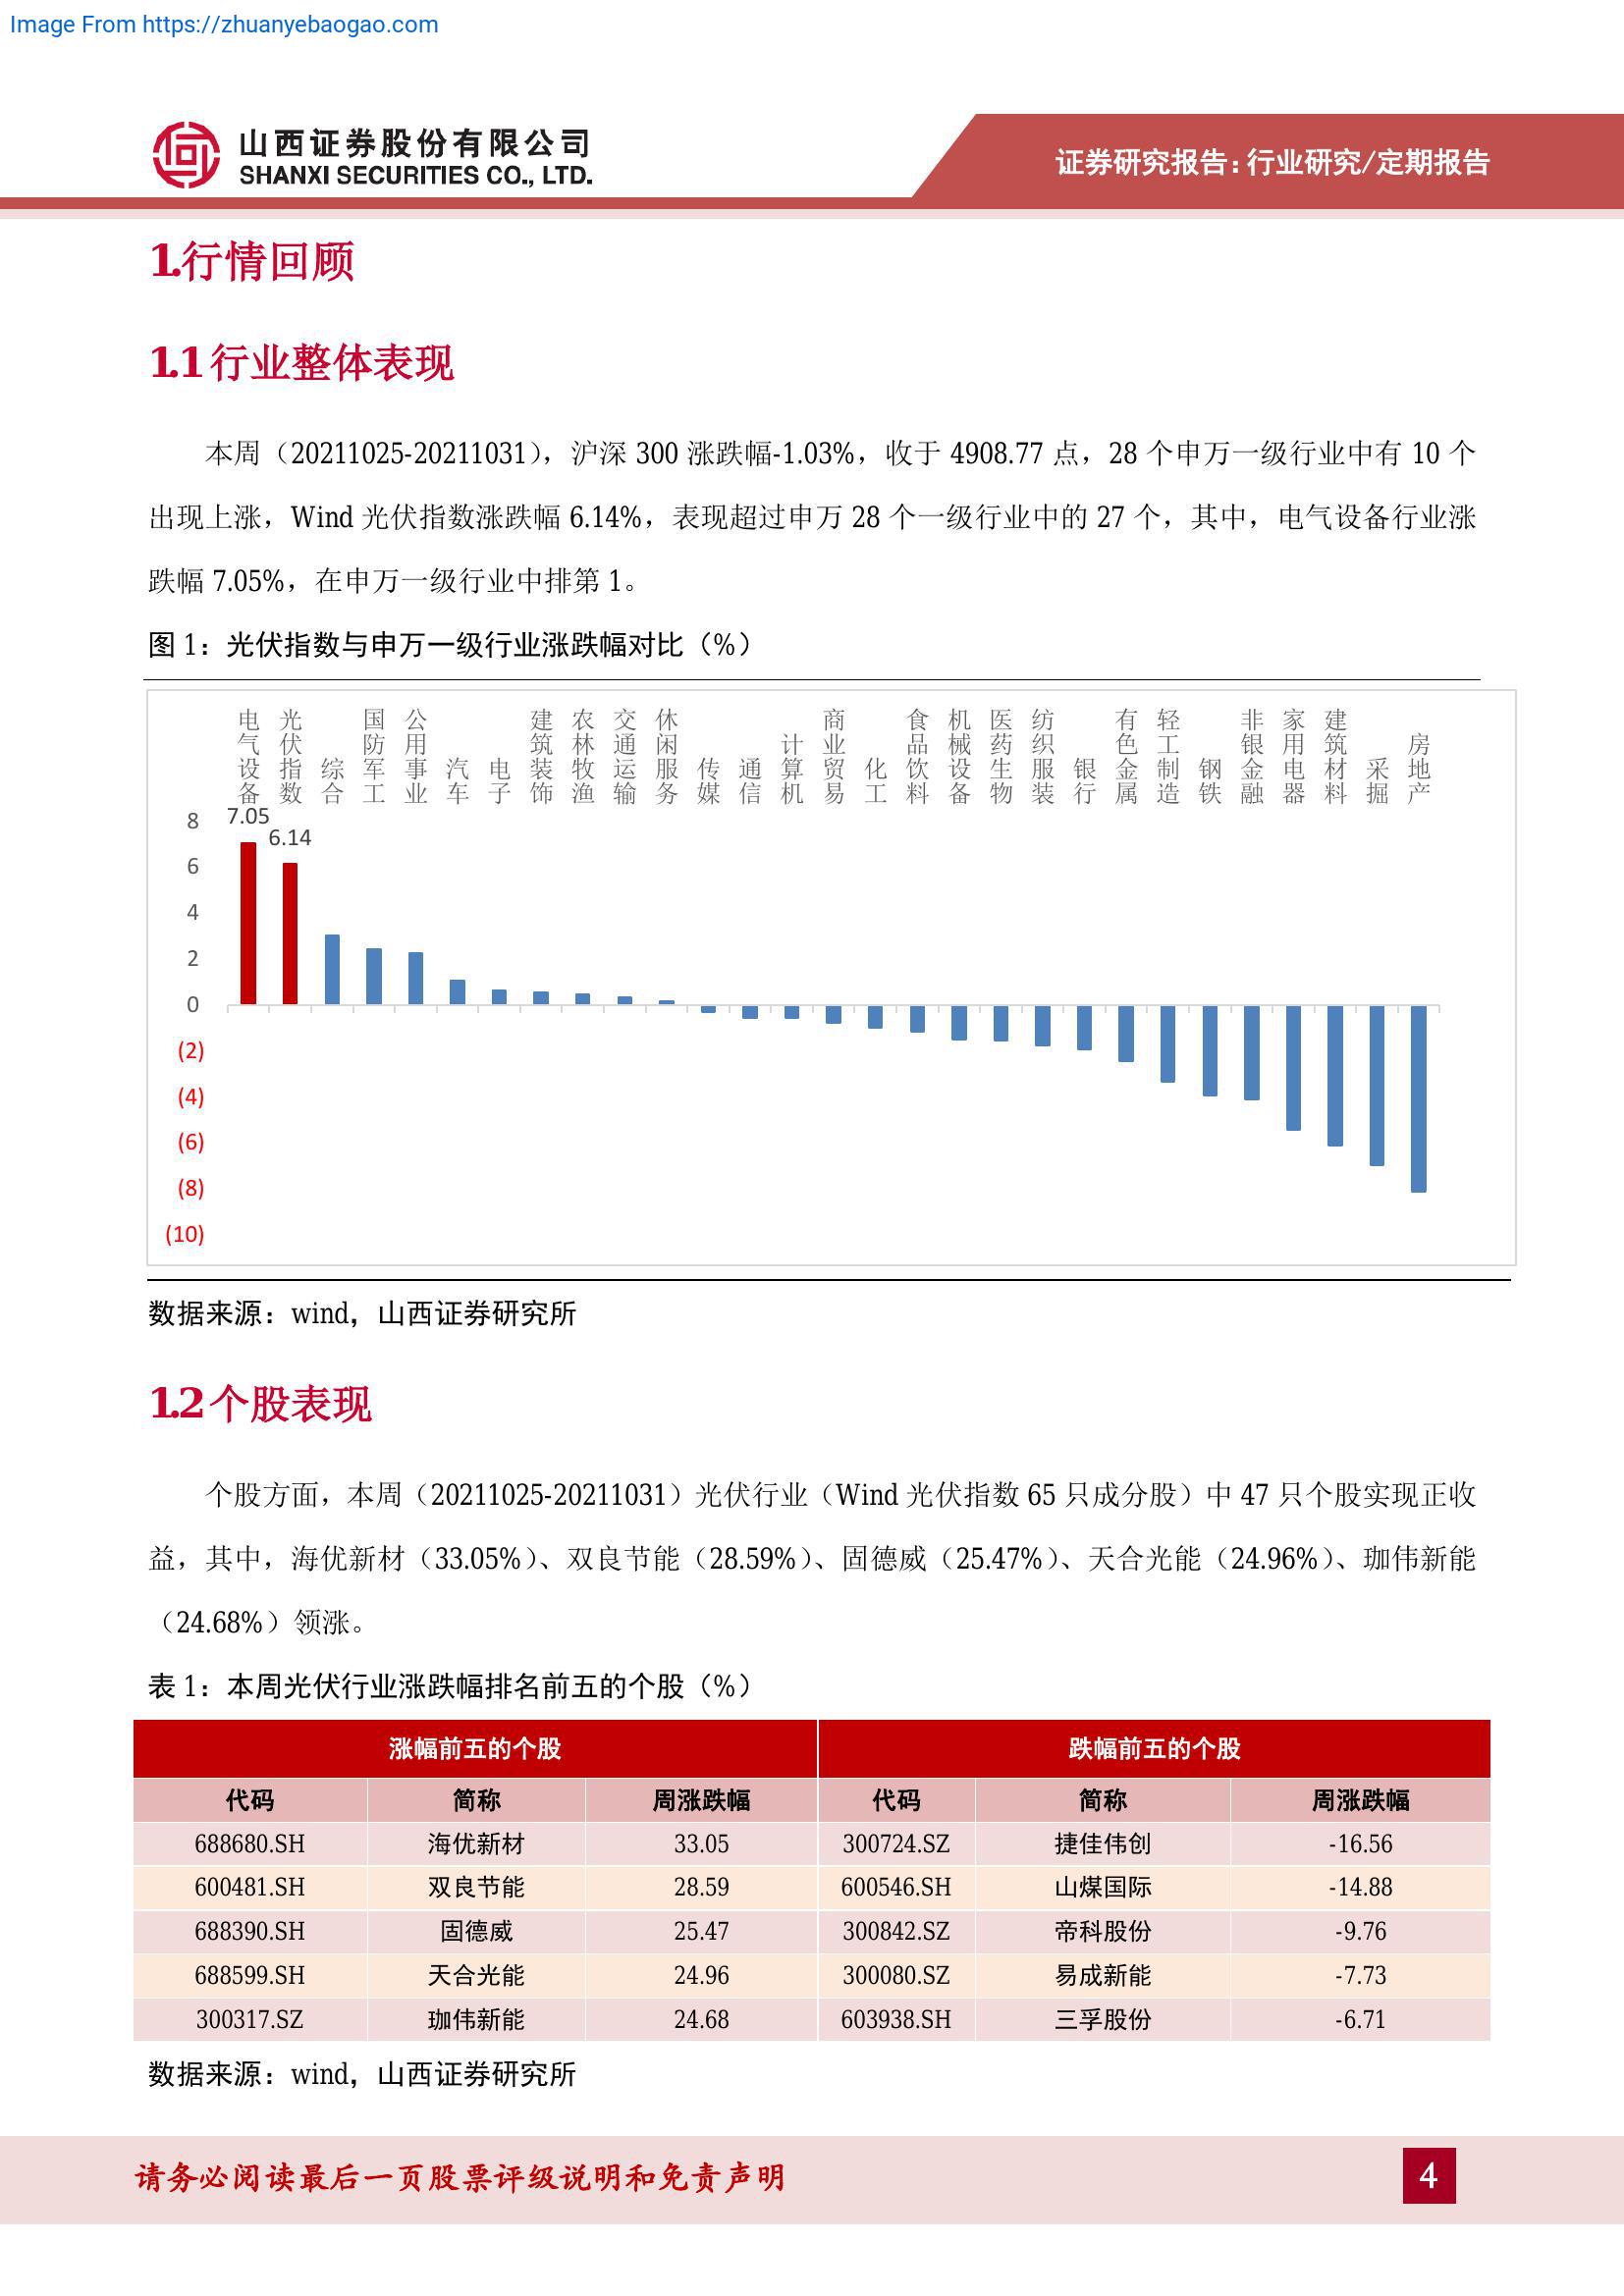 Image From https://zhuanyebaogao.com
山西证券股份有限公司
SHANXI SECURITIES CO., LTD.
证券研究报告:行业研究/定期报告
1.行情回顾
1.1 行业整体表现
本周（20211025-20211031），沪深 300 涨跌幅-1.03%，收于 4908.77 点，28 个申万一级行业中有 10 个
出现上涨，Wind 光伏指数涨跌幅 6.14%，表现超过申万 28 个一级行业中的 27 个，其中，电气设备行业涨
跌幅 7.05%，在申万一级行业中排第 1。
图 1：光伏指数与申万一级行业涨跌幅对比（%）
电气设备
光伏指数
综合
国防军工
公用事业
汽车
电子
建筑装饰
农林牧渔
交通运输
休闲服务
传媒
通信
计算机
商业贸易
化工
食品饮料
机械设备
医药生物
纺织服装
银行
有色金属
轻工制造
钢铁
非银金融
家用电器
建筑材料
采掘
房地产
7.05
6.14
8
6
4
2
0
(2)
(4)
(6)
(8)
(10)
数据来源：wind，山西证券研究所
1.2 个股表现
个股方面，本周（20211025-20211031）光伏行业（Wind 光伏指数 65 只成分股）中 47 只个股实现正收
益，其中，海优新材（33.05%）、双良节能（28.59%）、固德威（25.47%）、天合光能（24.96%）、珈伟新能
（24.68%）领涨。
表 1：本周光伏行业涨跌幅排名前五的个股（%）
涨幅前五的个股 跌幅前五的个股
代码 简称 周涨跌幅 代码 简称 周涨跌幅
688680.SH 海优新材 33.05 300724.SZ 捷佳伟创 -16.56
600481.SH 双良节能 28.59 600546.SH 山煤国际 -14.88
688390.SH 固德威 25.47 300842.SZ 帝科股份 -9.76
688599.SH 天合光能 24.96 300080.SZ 易成新能 -7.73
300317.SZ 珈伟新能 24.68 603938.SH 三孚股份 -6.71
数据来源：wind，山西证券研究所
请务必阅读最后一页股票评级说明和免责声明
4